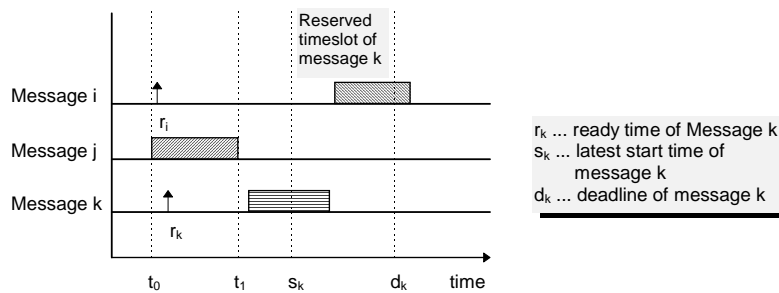 Reserved
timeslot of
message k
Message i
r_i
Message j
Message k
r_k
t_0 t_1 s_k d_k time
r_k ... ready time of Message k
s_k ... latest start time of
message k
d_k ... deadline of message k